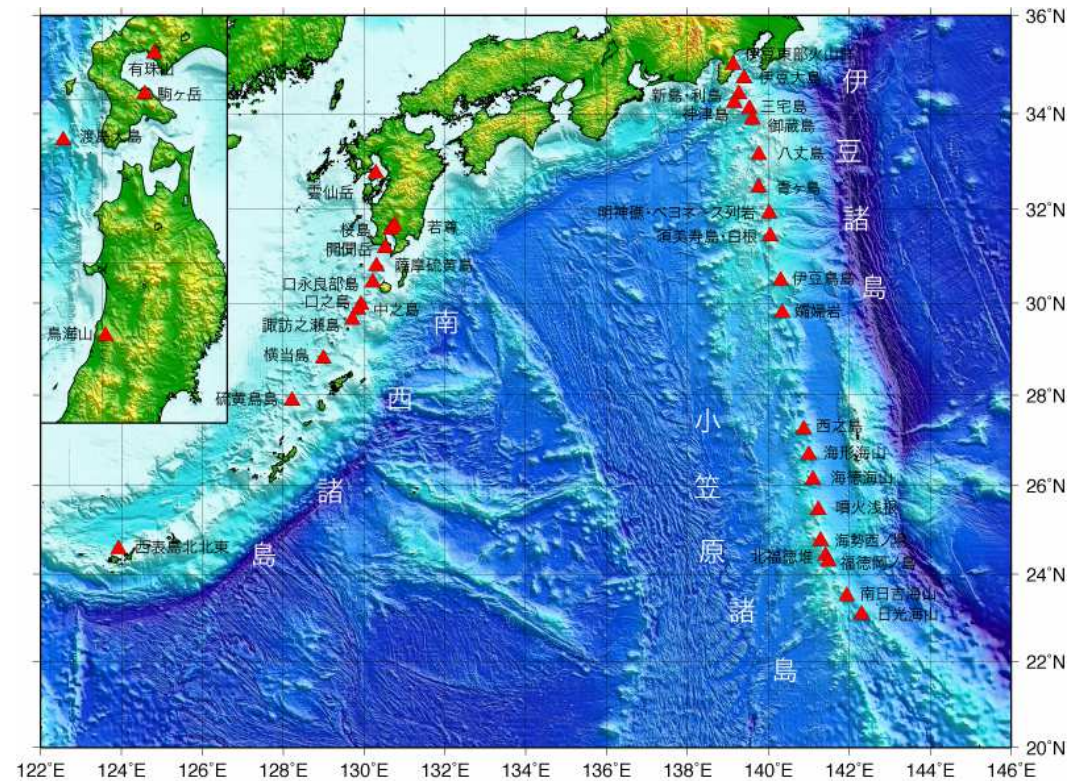 36°N
34°N
32°N
30°N
28°N
26°N
24°N
22°N
20°N
122°E
124°E
126°E
128°E
130°E
132°E
134°E
136°E
138°E
140°E
142°E
144°E
146°E
有珠山
駒ヶ岳
渡島大島
鳥海山
雲仙岳
桜島
若尊
開聞岳
薩摩硫黄島
口永良部島
口之島
中之島
諏訪之瀬島
横当島
硫黄鳥島
西表島北北東
南西諸島
伊豆東部火山群
伊豆大島
新島・利島
神津島
三宅島
御蔵島
八丈島
青ヶ島
明神礁・ベヨネース列岩
須美寿島・白根
伊豆鳥島
孀婦岩
伊豆諸島
西之島
海形海山
海徳海山
噴火浅根
北福徳堆
福徳岡ノ場
南日吉海山
日光海山
小笠原諸島